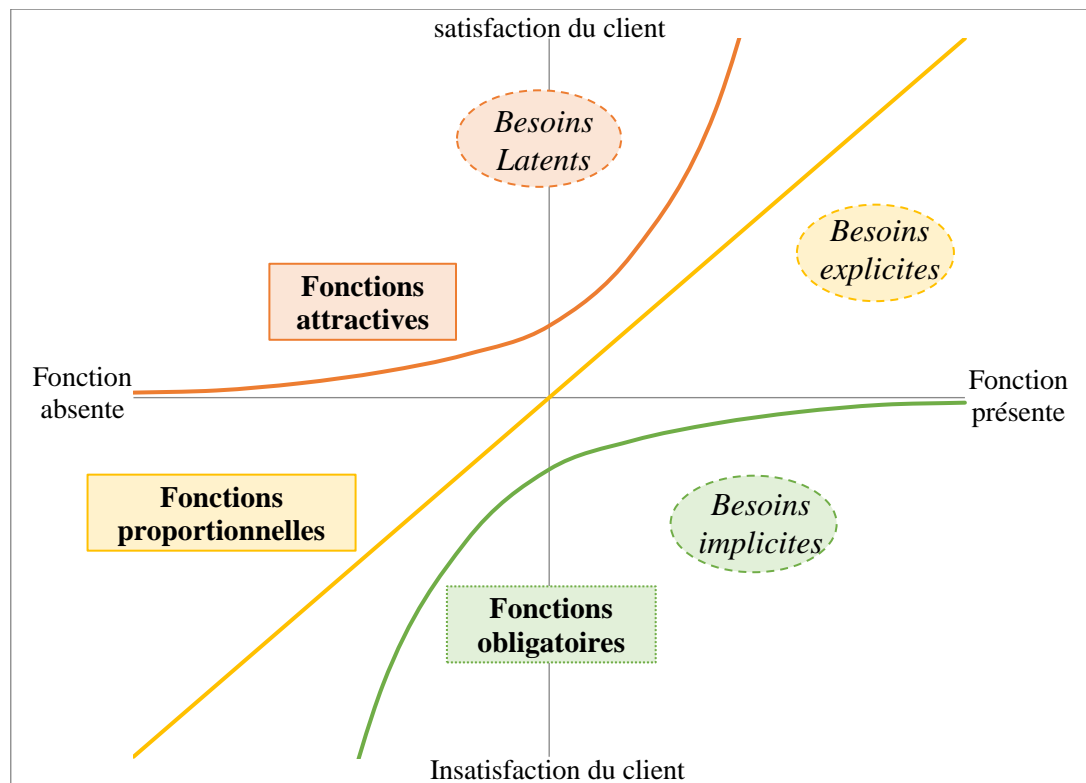 satisfaction du client
Besoins
Latents
Besoins
explicites
Fonctions
attractives
Fonction
absente
Fonction
présente
Fonctions
proportionnelles
Besoins
implicites
Fonctions
obligatoires
Insatisfaction du client